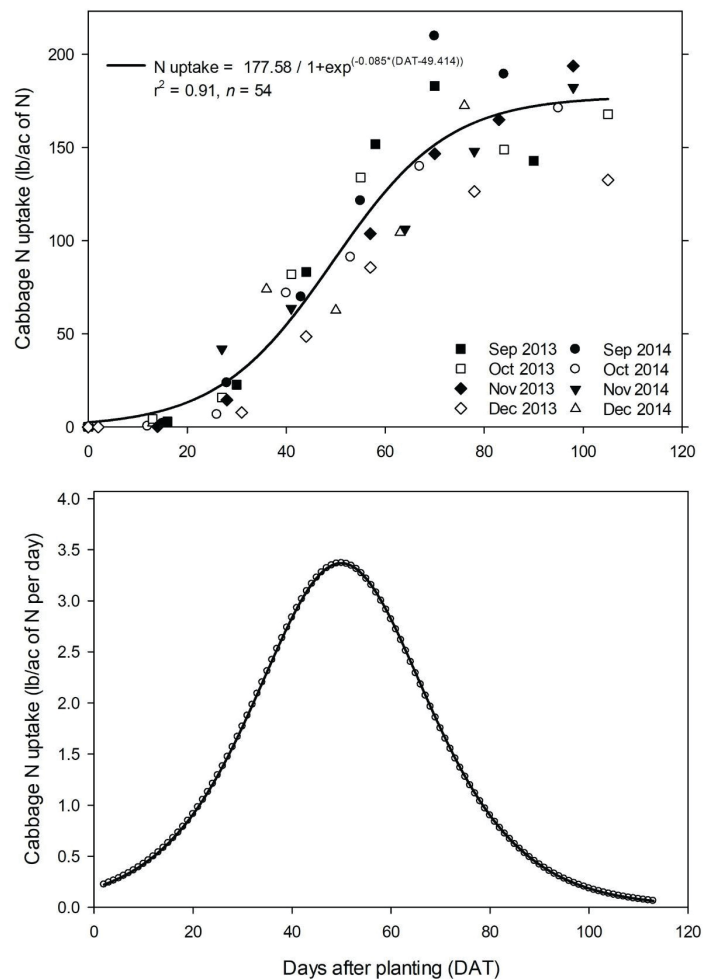 200
150
100
50
0
Cabbage N uptake (lb/ac of N)
N uptake = 177.58 / 1+exp(-0.085*(DAT-49.414))
r² = 0.91, n = 54
Sep 2013 Sep 2014
Oct 2013 Oct 2014
Nov 2013 Nov 2014
Dec 2013 Dec 2014
0 20 40 60 80 100 120
4.0
3.5
3.0
2.5
2.0
1.5
1.0
0.5
0.0
Cabbage N uptake (lb/ac of N per day)
0 20 40 60 80 100 120
Days after planting (DAT)